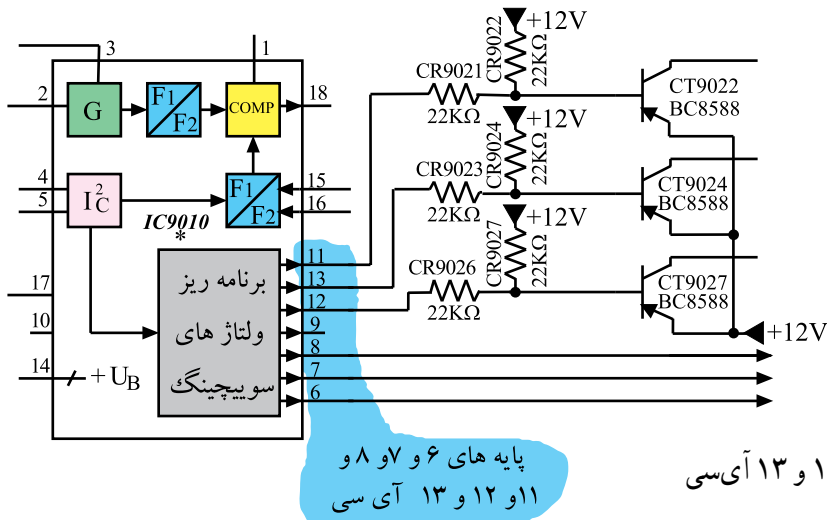 3
1
+12V
CR9022
22KΩ
CR9021
22KΩ
CT9022
BC8588
2
G
F1
F2
COMP
18
+12V
CR9024
22KΩ
CR9023
22KΩ
CT9024
BC8588
4
5
I²C
F1
F2
15
16
IC9010
*
+12V
CR9027
22KΩ
CR9026
22KΩ
CT9027
BC8588
+12V
17
10
14
+ UB
برنامه ریز
ولتاژ های
سوییچینگ
11
13
12
9
8
7
6
پایه های ۶ و ۷و ۸ و
۱۱و ۱۲ و ۱۳ آی سی
۱ و ۱۳ آی‌سی